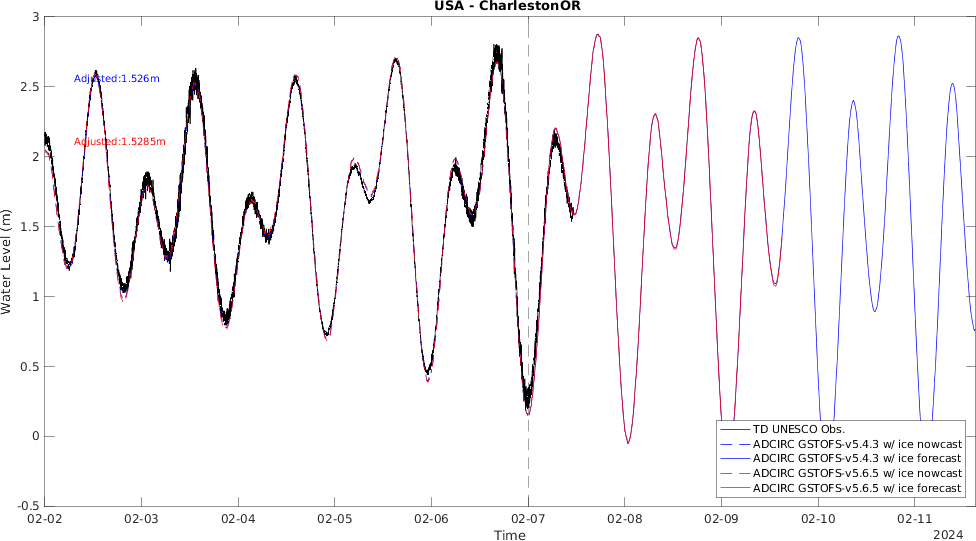 USA - CharlestonOR
3
2.5
2
1.5
1
0.5
0
-0.5
Water Level (m)
Adjusted:1.526m
Adjusted:1.5285m
TD UNESCO Obs.
ADCIRC GSTOFS-v5.4.3 w/ ice nowcast
ADCIRC GSTOFS-v5.4.3 w/ ice forecast
ADCIRC GSTOFS-v5.6.5 w/ ice nowcast
ADCIRC GSTOFS-v5.6.5 w/ ice forecast
02-02 02-03 02-04 02-05 02-06 02-07 02-08 02-09 02-10 02-11
Time
2024